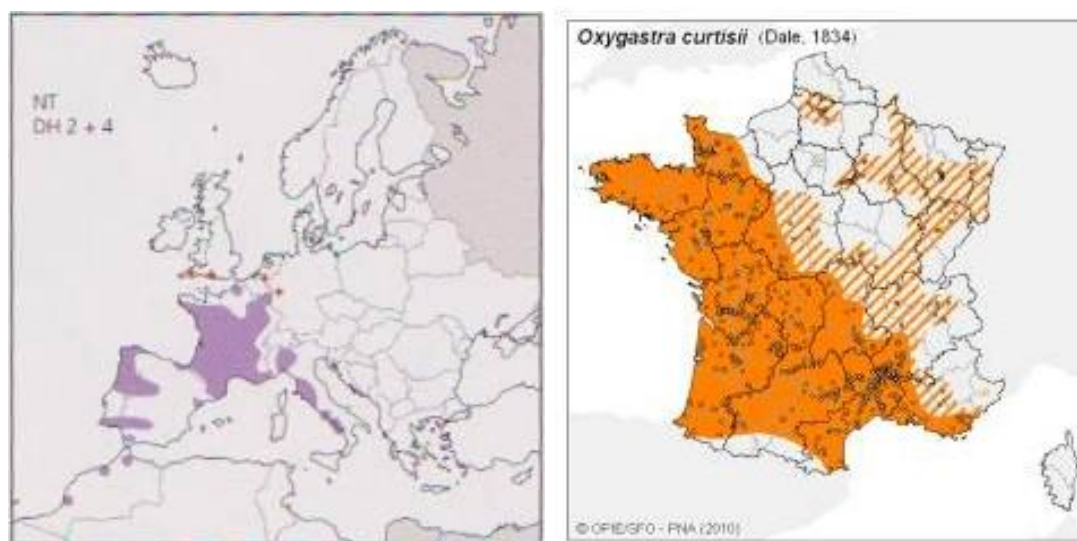 NT
DH 2 + 4
Oxygastra curtisii (Dale, 1834)
© OPIE/SFO - PNA (2010)